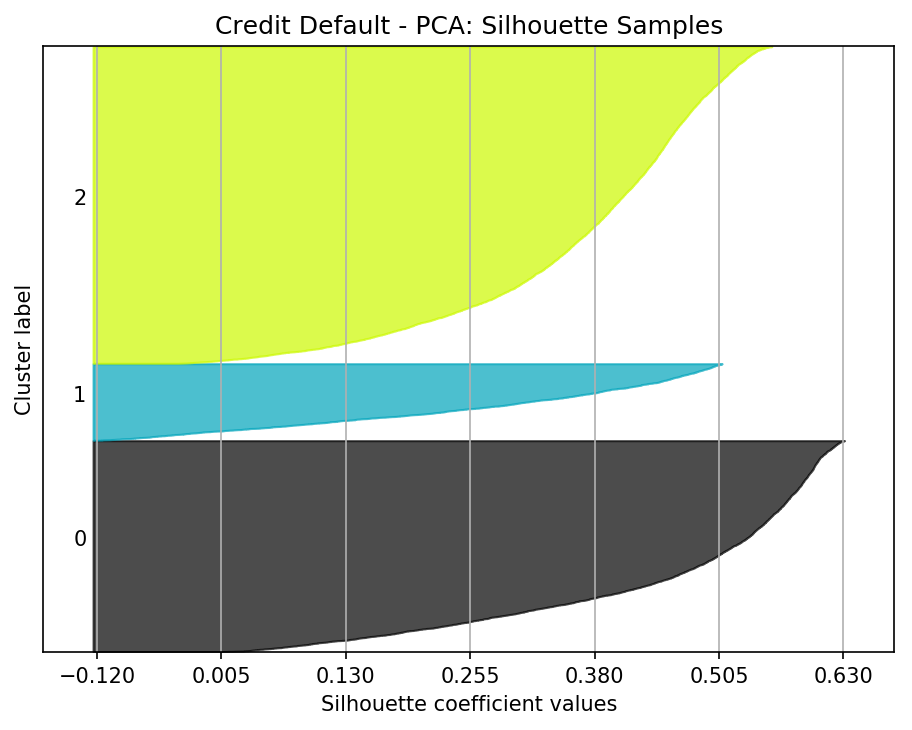 Credit Default - PCA: Silhouette Samples
2
1
0
Cluster label
−0.120 0.005 0.130 0.255 0.380 0.505 0.630
Silhouette coefficient values